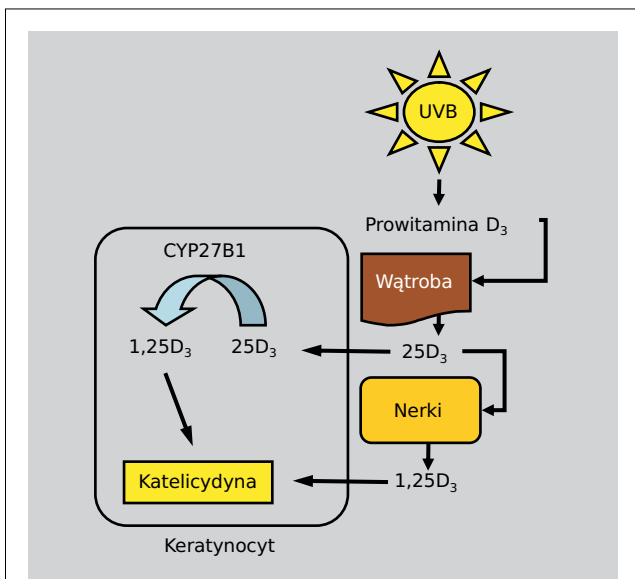 UVB
Prowitamina D₃
CYP27B1
Wątroba
1,25D₃
25D₃
25D₃
Nerki
Katelicydyna
1,25D₃
Keratynocyt